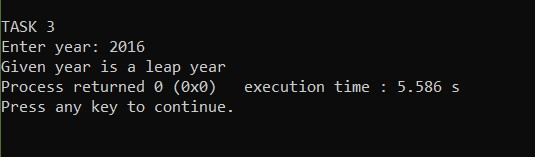 TASK 3
Enter year: 2016
Given year is a leap year
Process returned 0 (0x0)   execution time : 5.586 s
Press any key to continue.